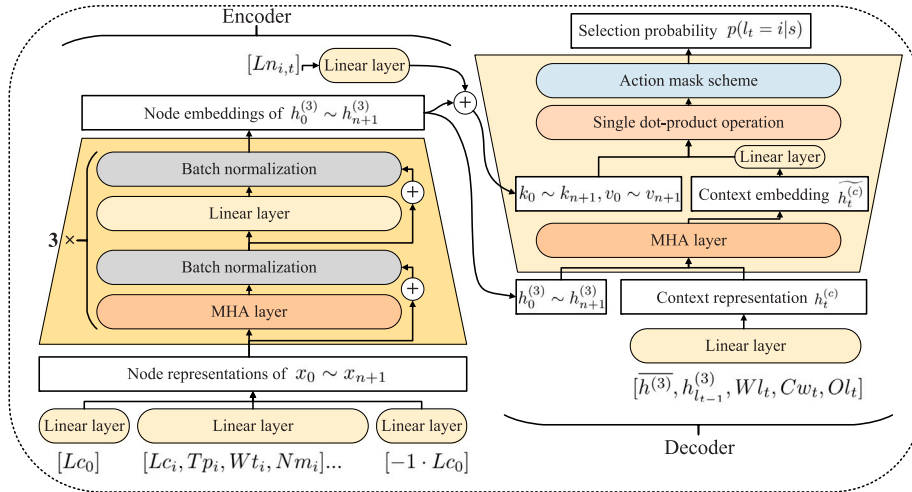 Encoder
[Ln_{i,t}]
Linear layer
Node embeddings of h_0^{(3)} ∼ h_{n+1}^{(3)}
Batch normalization
Linear layer
3 ×
Batch normalization
MHA layer
Node representations of x_0 ∼ x_{n+1}
Linear layer
Linear layer
Linear layer
[Lc_0]
[Lc_i, Tp_i, Wt_i, Nm_i]...
[−1 · Lc_0]
Selection probability p(l_t = i|s)
Action mask scheme
Single dot-product operation
Linear layer
k_0 ∼ k_{n+1}, v_0 ∼ v_{n+1}
Context embedding \widetilde{h_t^{(c)}}
MHA layer
h_0^{(3)} ∼ h_{n+1}^{(3)}
Context representation h_t^{(c)}
Linear layer
[\overline{h^{(3)}}, h_{l_{t-1}}^{(3)}, Wl_t, Cw_t, Ol_t]
Decoder